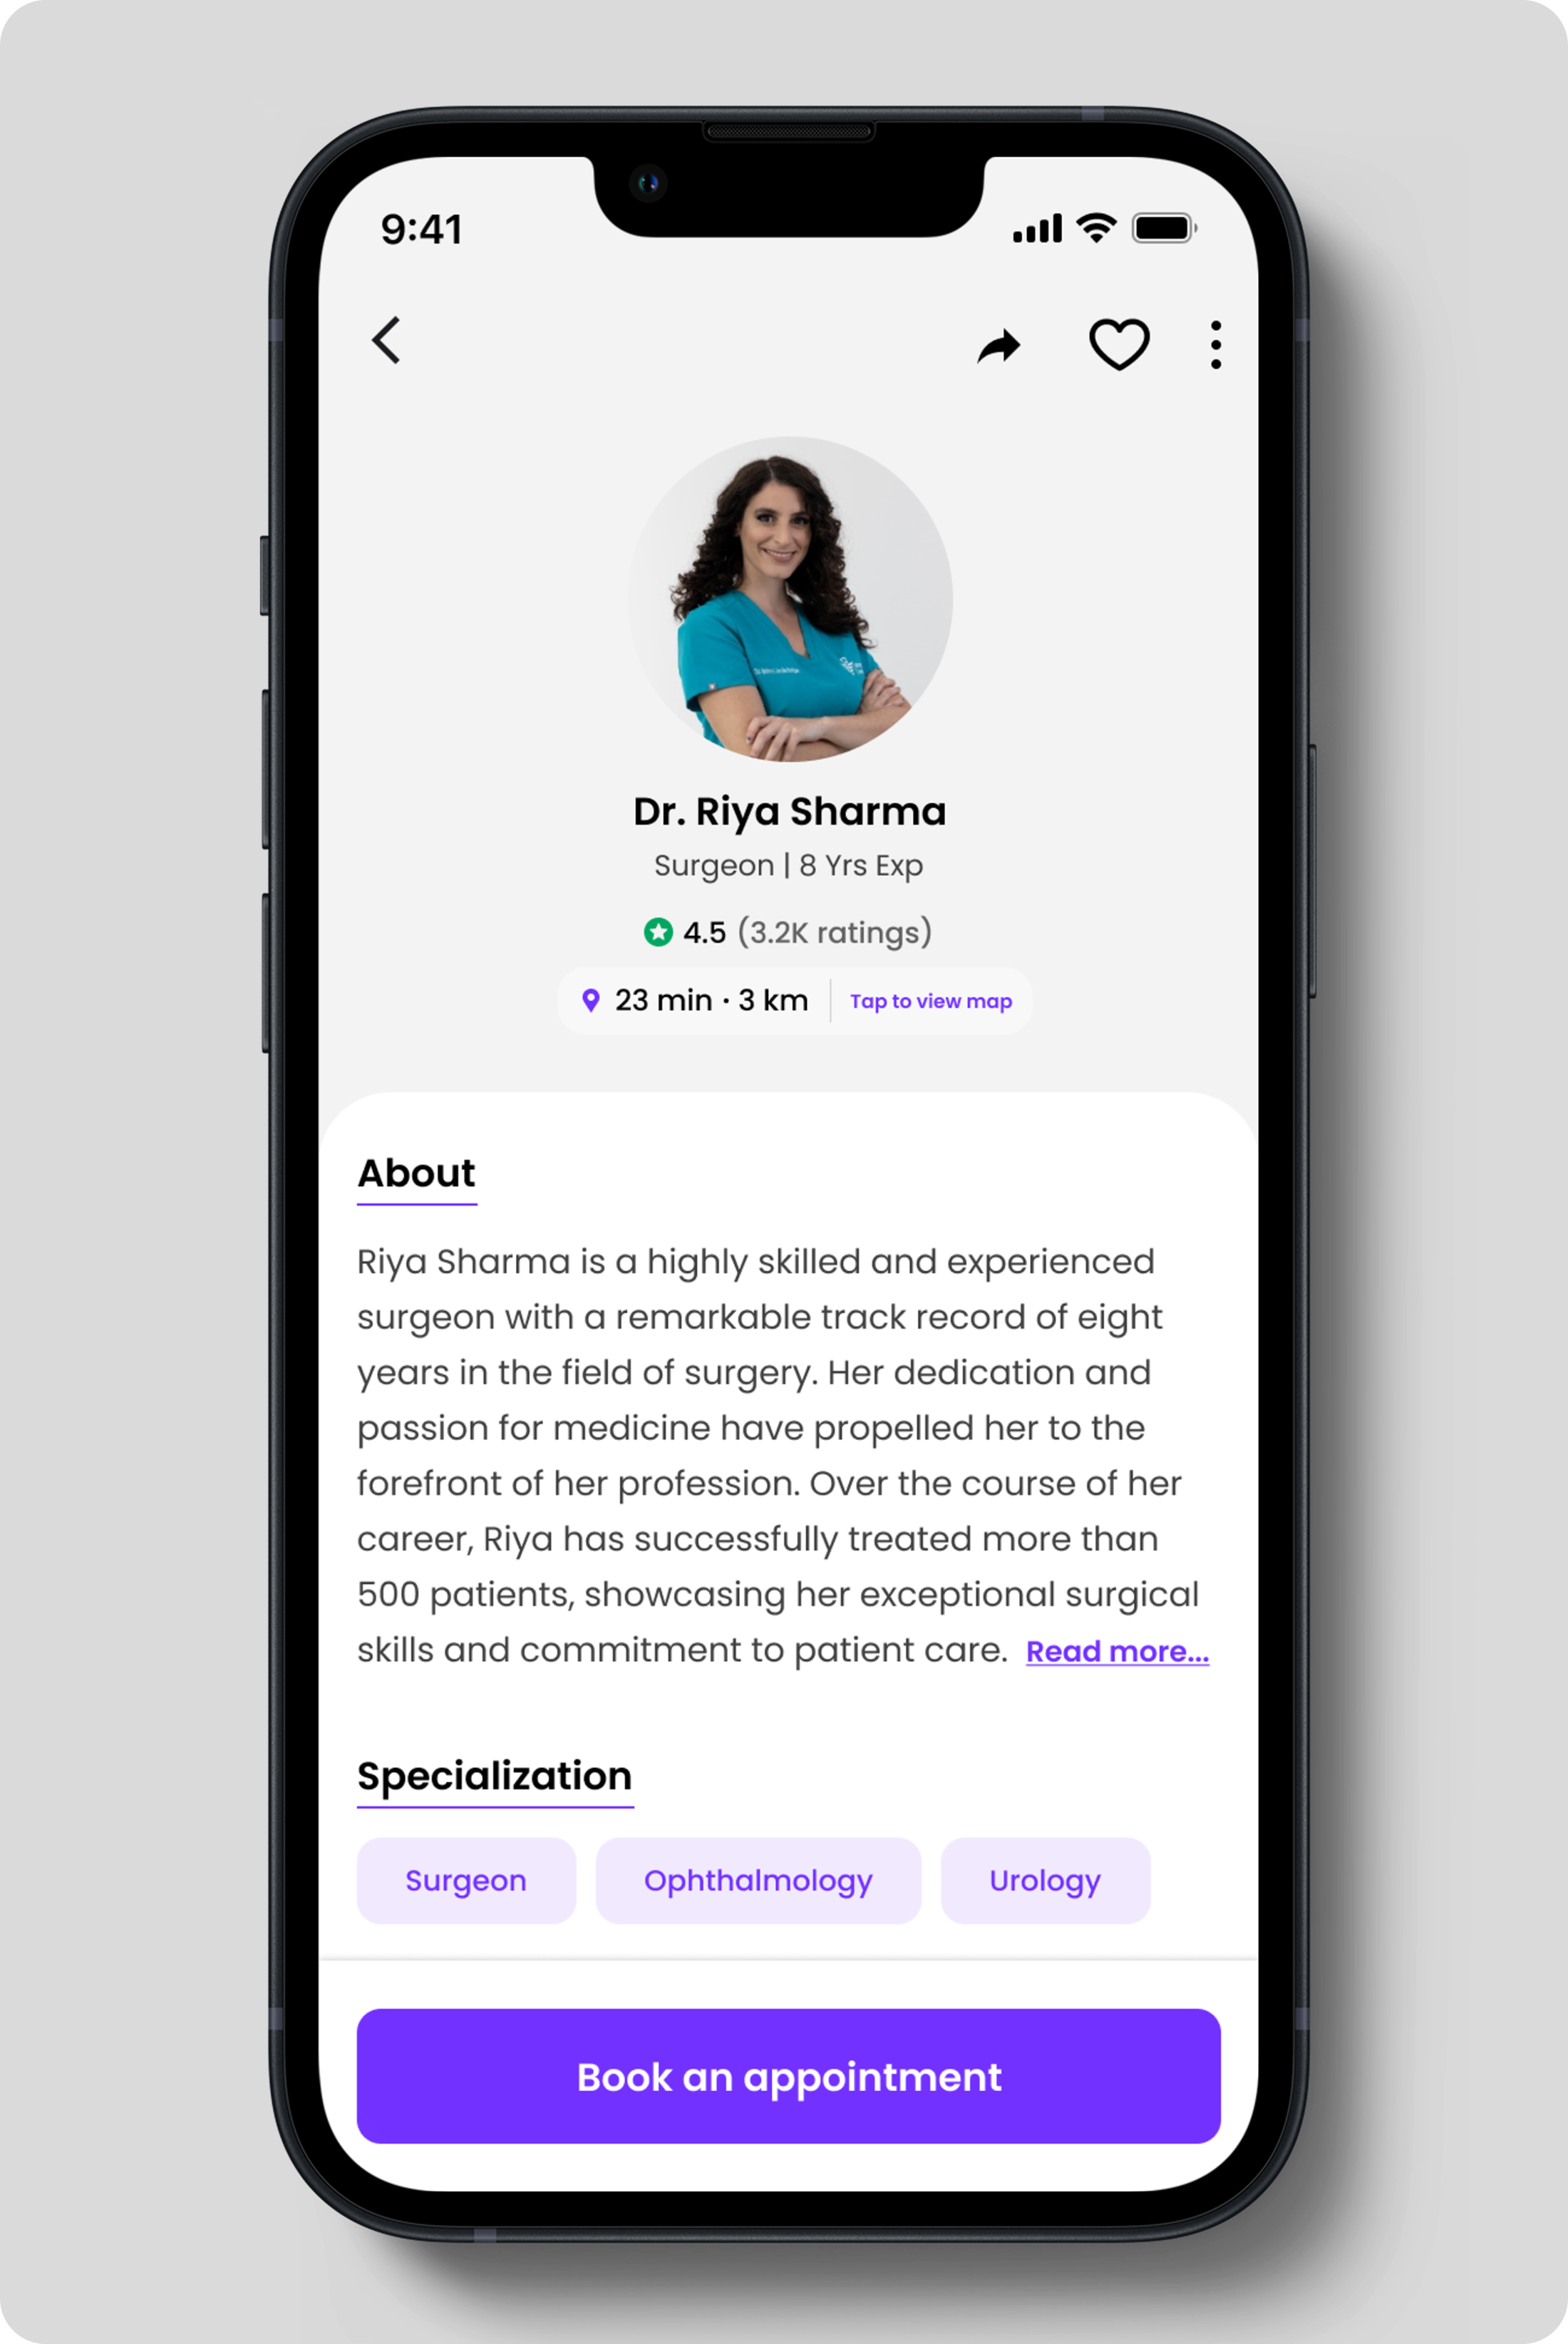 9:41
Dr. Riya Sharma
Surgeon | 8 Yrs Exp
4.5 (3.2K ratings)
23 min · 3 km Tap to view map
About
Riya Sharma is a highly skilled and experienced
surgeon with a remarkable track record of eight
years in the field of surgery. Her dedication and
passion for medicine have propelled her to the
forefront of her profession. Over the course of her
career, Riya has successfully treated more than
500 patients, showcasing her exceptional surgical
skills and commitment to patient care. Read more...
Specialization
Surgeon Ophthalmology Urology
Book an appointment